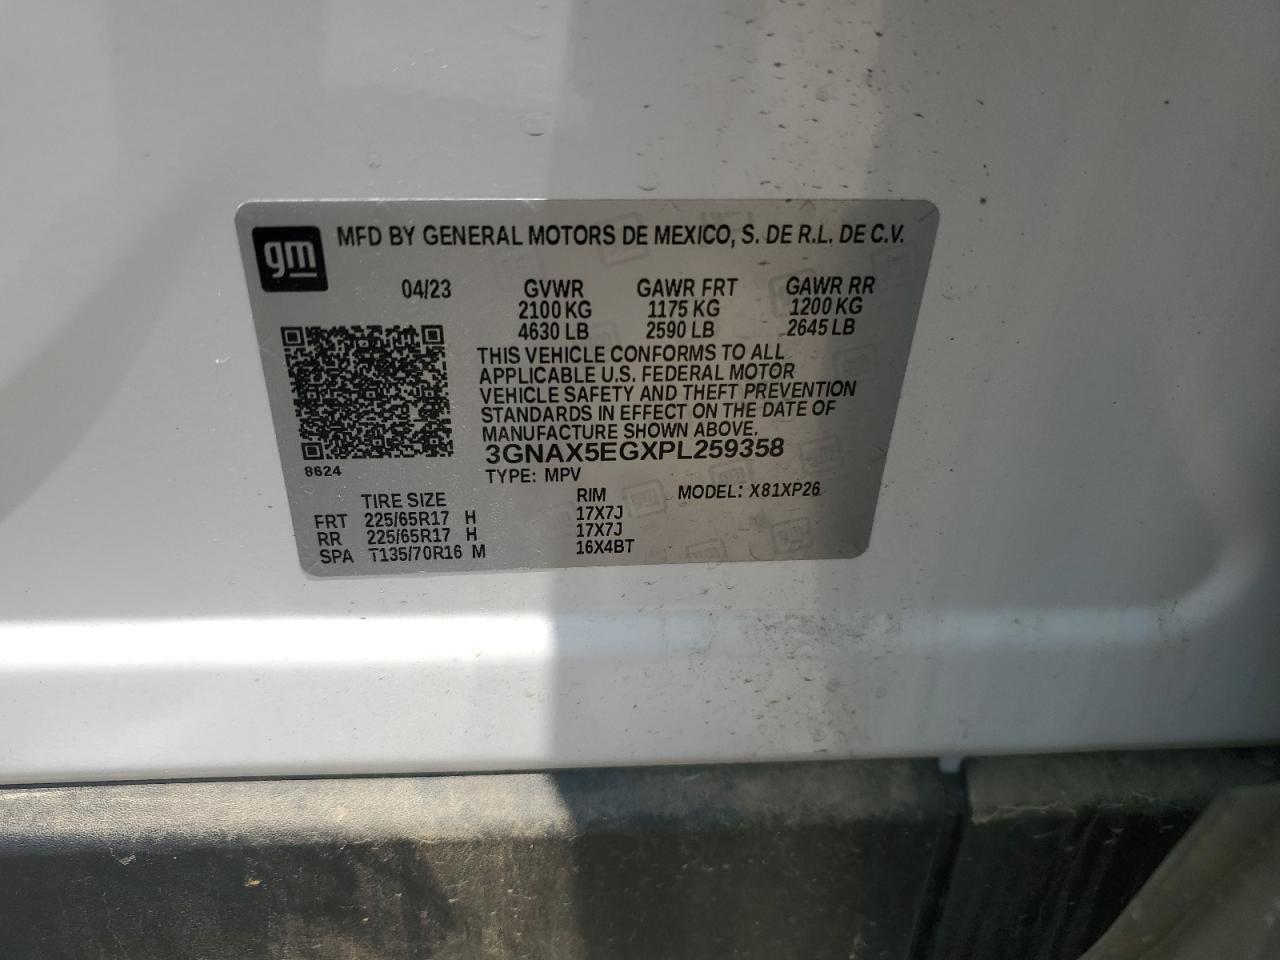 gm
MFD BY GENERAL MOTORS DE MEXICO, S. DE R.L. DE C.V.
04/23 GVWR GAWR FRT GAWR RR
2100 KG 1175 KG 1200 KG
4630 LB 2590 LB 2645 LB
THIS VEHICLE CONFORMS TO ALL
APPLICABLE U.S. FEDERAL MOTOR
VEHICLE SAFETY AND THEFT PREVENTION
STANDARDS IN EFFECT ON THE DATE OF
MANUFACTURE SHOWN ABOVE.
3GNAX5EGXPL259358
8624
TYPE: MPV
MODEL: X81XP26
TIRE SIZE RIM
FRT 225/65R17 H 17X7J
RR 225/65R17 H 17X7J
SPA T135/70R16 M 16X4BT